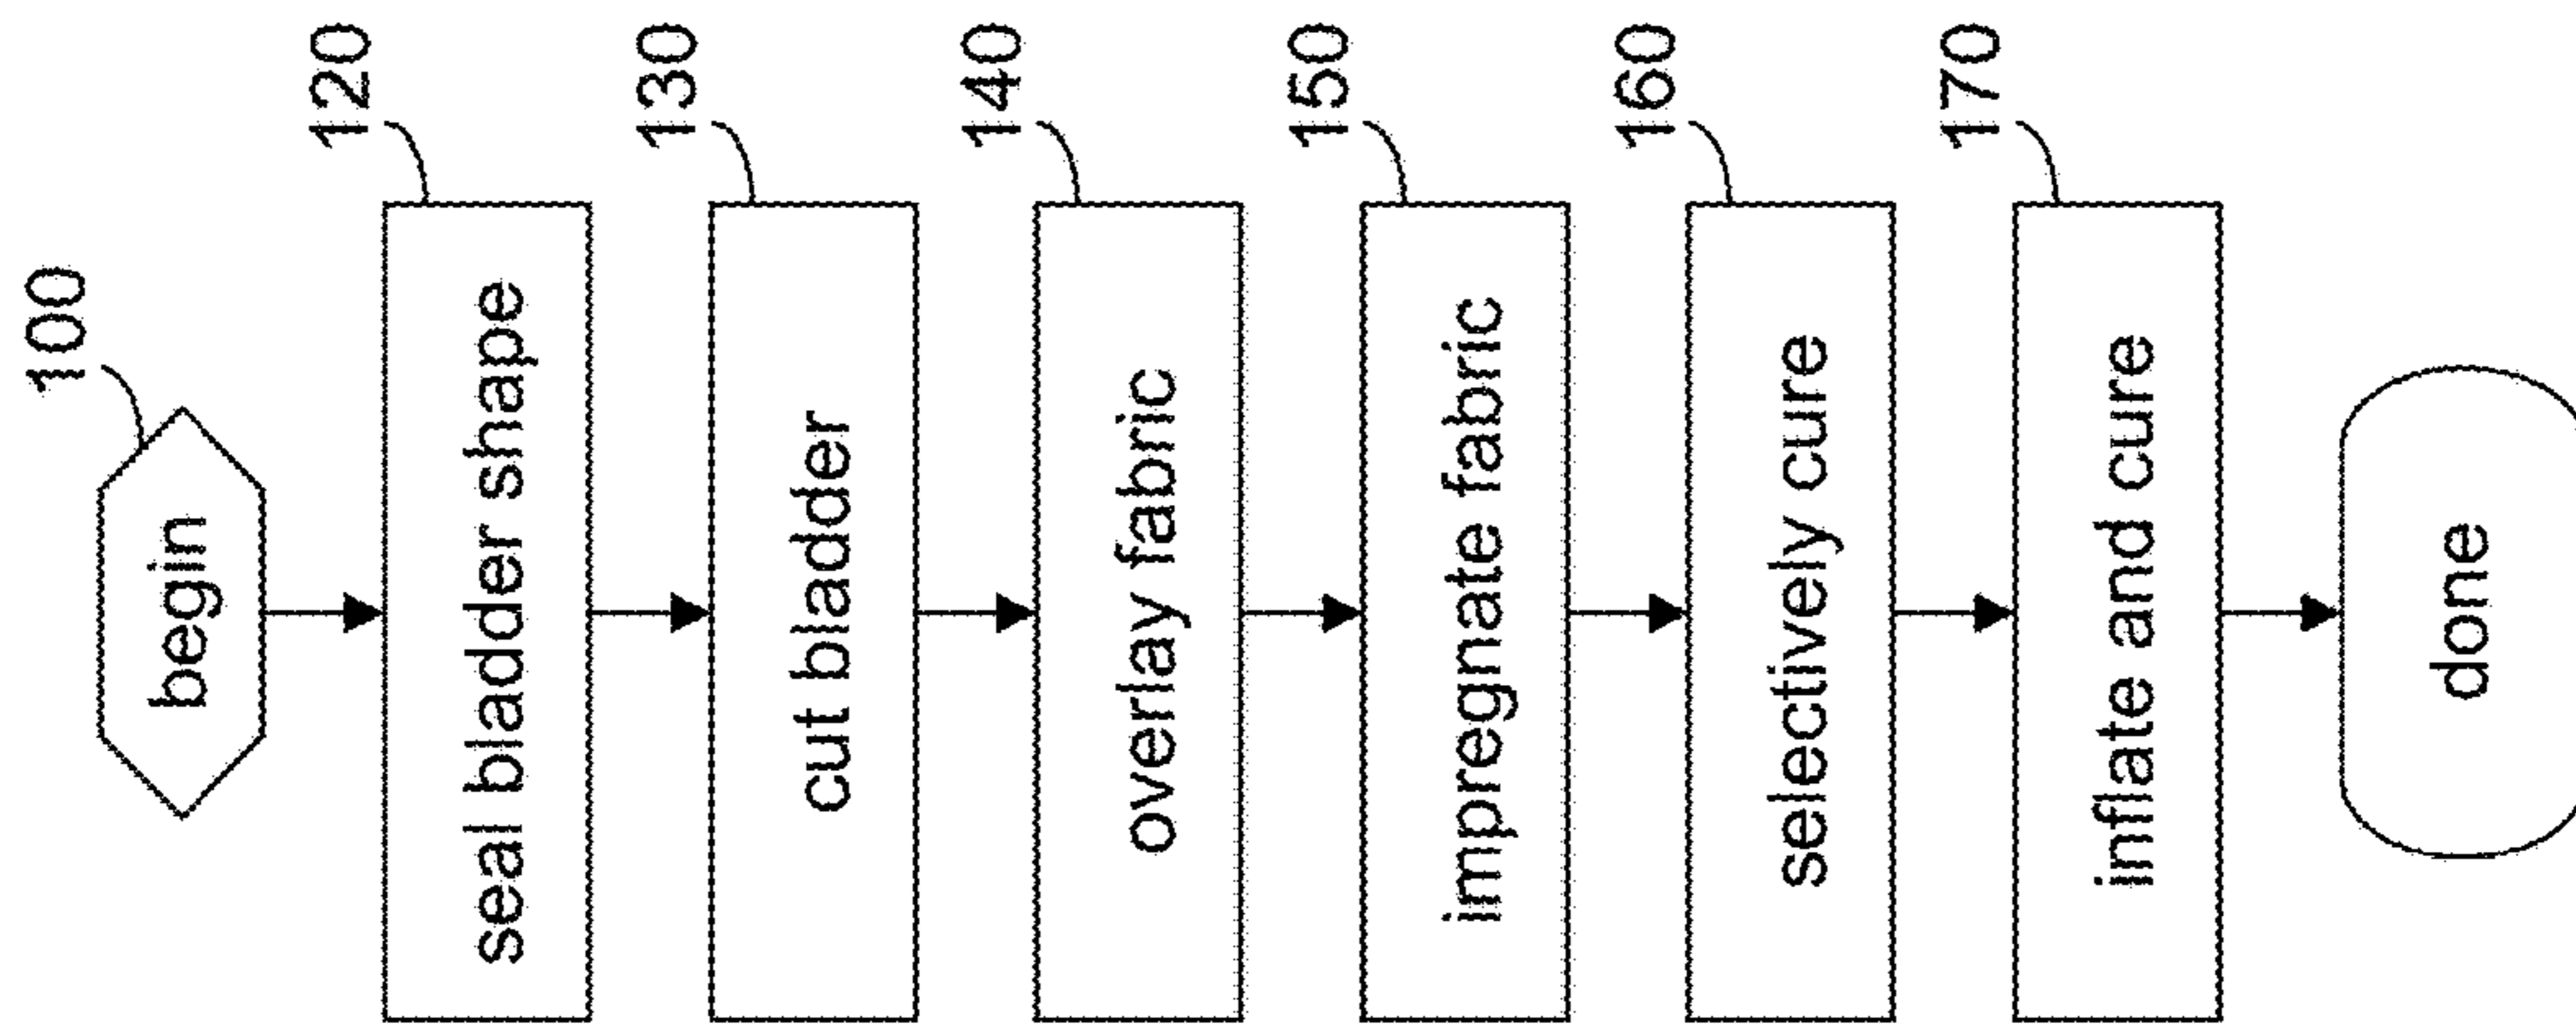 100
begin
120
seal bladder shape
130
cut bladder
140
overlay fabric
150
impregnate fabric
160
selectively cure
170
inflate and cure
done